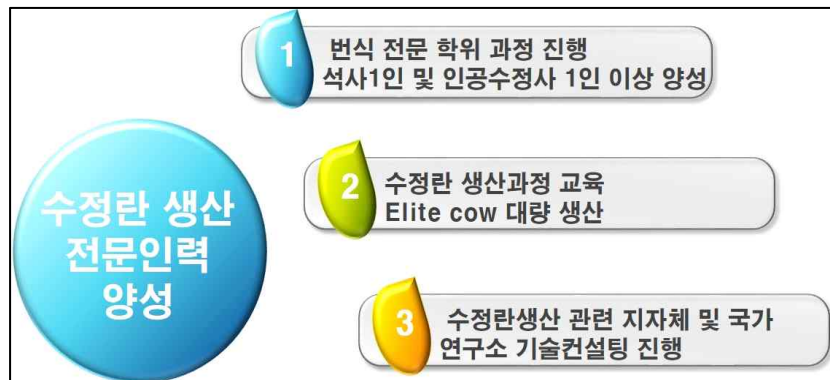 1
번식 전문 학위 과정 진행
석사1인 및 인공수정사 1인 이상 양성
수정란 생산
전문인력
양성
2
수정란 생산과정 교육
Elite cow 대량 생산
3
수정란생산 관련 지자체 및 국가
연구소 기술컨설팅 진행